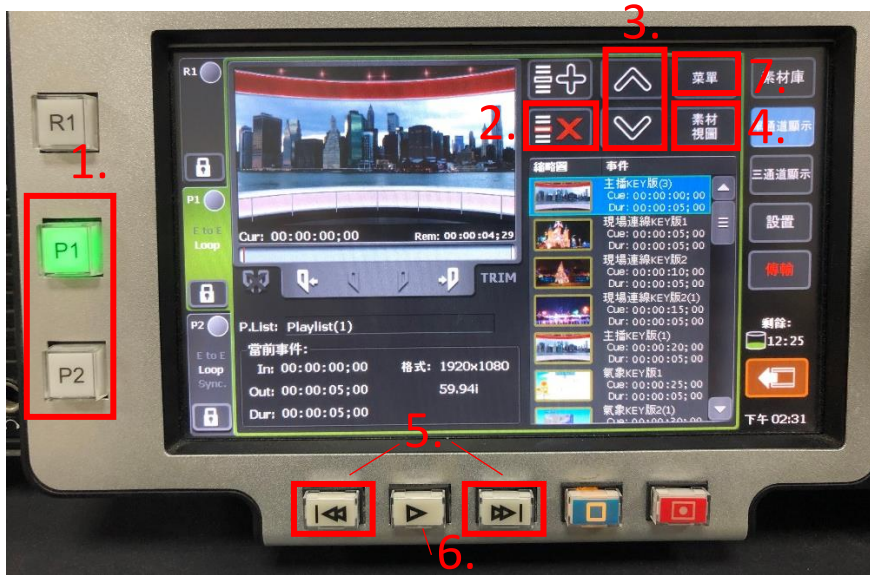 R1
1.
P1
P2
R1
P1
E to E
Loop
P2
E to E
Loop
Sync.
Cur: 00:00:00;00
Rem: 00:00:04;29
TRIM
P.List: Playlist(1)
當前事件:
In: 00:00:00;00
格式: 1920x1080
Out: 00:00:05;00
59.94i
Dur: 00:00:05;00
3.
2.
菜單
7.
素材庫
素材
視圖
4.
通道顯示
縮略圖
事件
主播KEY版(3)
Cue: 00:00:00;00
Dur: 00:00:05;00
現場連線KEY版1
Cue: 00:00:05;00
Dur: 00:00:05;00
現場連線KEY版2
Cue: 00:00:10;00
Dur: 00:00:05;00
現場連線KEY版2(1)
Cue: 00:00:15;00
Dur: 00:00:05;00
主播KEY版(1)
Cue: 00:00:20;00
Dur: 00:00:05;00
氣象KEY版1
Cue: 00:00:25;00
Dur: 00:00:05;00
氣象KEY版2(1)
Cue: 00:00:30;00
三通道顯示
設置
傳輸
剩餘:
12:25
下午 02:31
5.
6.